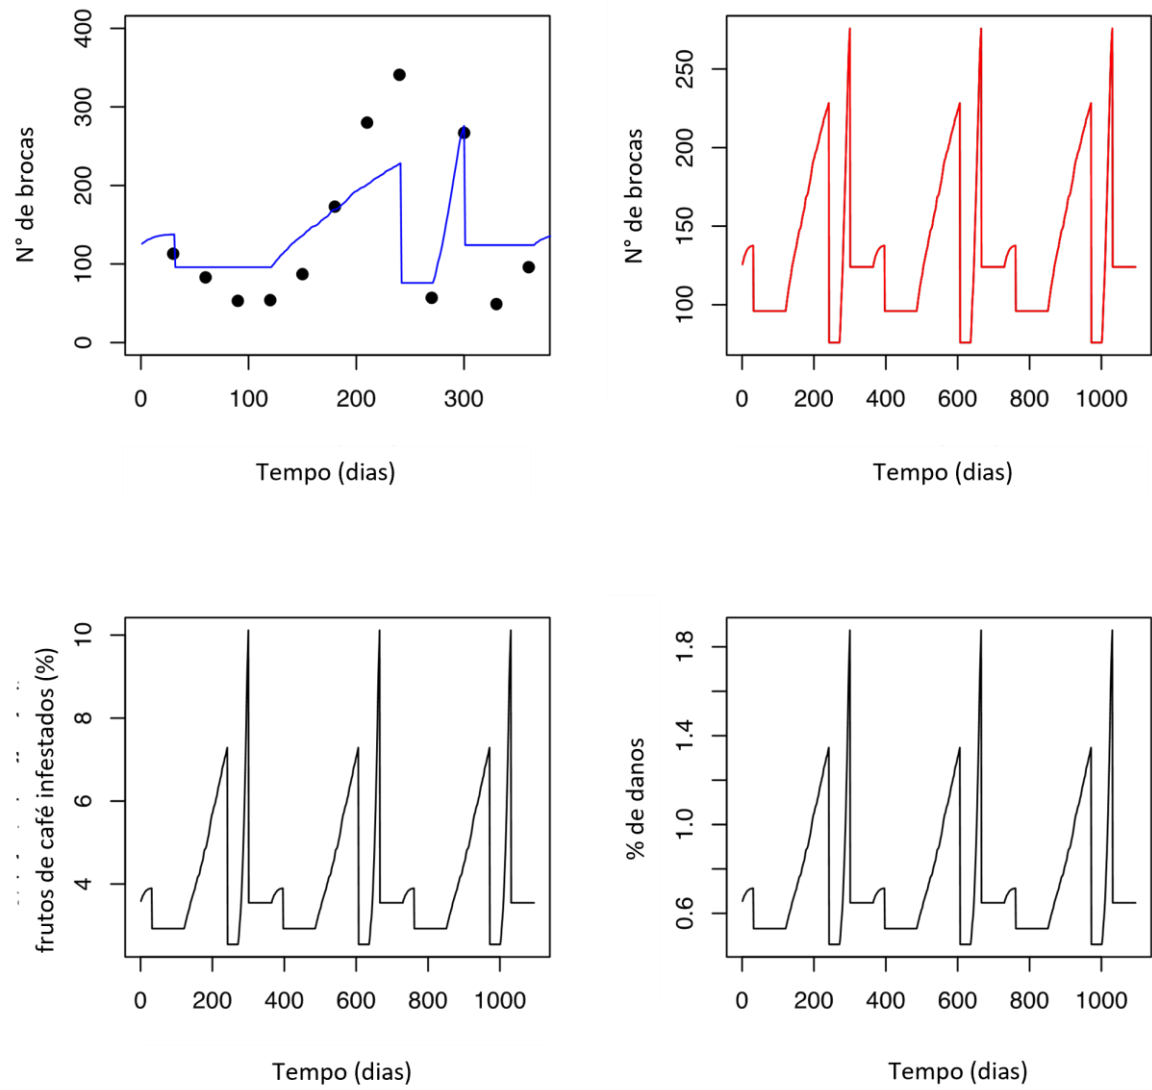 400
300
200
100
0
N° de brocas
0 100 200 300
Tempo (dias)
250
200
150
100
N° de brocas
0 200 400 600 800 1000
Tempo (dias)
10
8
6
4
frutos de café infestados (%)
0 200 400 600 800 1000
Tempo (dias)
1.8
1.4
1.0
0.6
% de danos
0 200 400 600 800 1000
Tempo (dias)